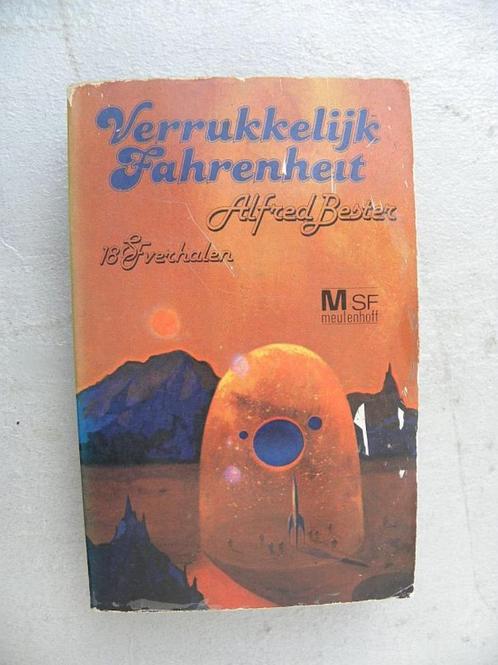 Verrukkelijk
Fahrenheit
Alfred Bester
18 SF verhalen
M SF
meulenhoff